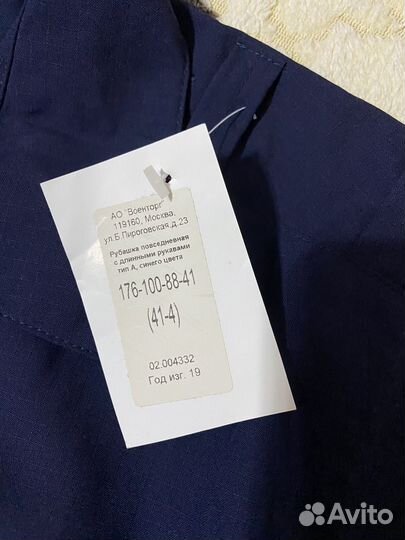 АО "Военторг"
119160, Москва,
ул.Б.Пироговская,д.23
Рубашка повседневная
с длинными рукавами
тип А, синего цвета
176-100-88-41
(41-4)
02.004332
Год изг. 19
Avito